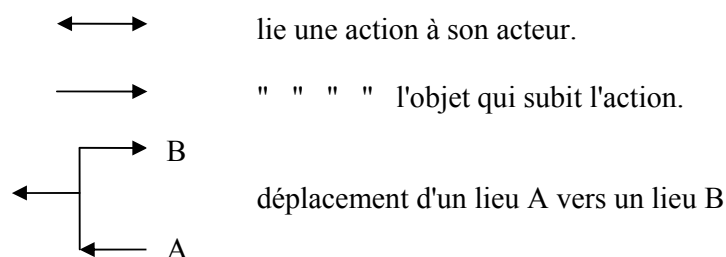 lie une action à son acteur.
" " " " l'objet qui subit l'action.
B
déplacement d'un lieu A vers un lieu B
A